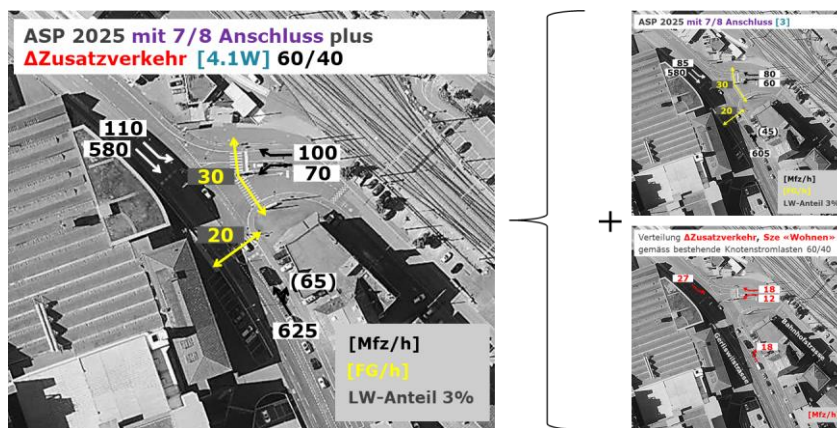 ASP 2025 mit 7/8 Anschluss plus
ΔZusatzverkehr [4.1W] 60/40
110
580
100
70
30
20
(65)
625
[Mfz/h]
[FG/h]
LW-Anteil 3%
+
ASP 2025 mit 7/8 Anschluss [3]
85
580
80
60
30
20
(45)
605
[Mfz/h]
[FG/h]
LW-Anteil 3%
Verteilung ΔZusatzverkehr, Sze «Wohnen»
gemäss bestehende Knotenstromlasten 60/40
27
18
12
18
Bahnhofstrasse
[Mfz/h]